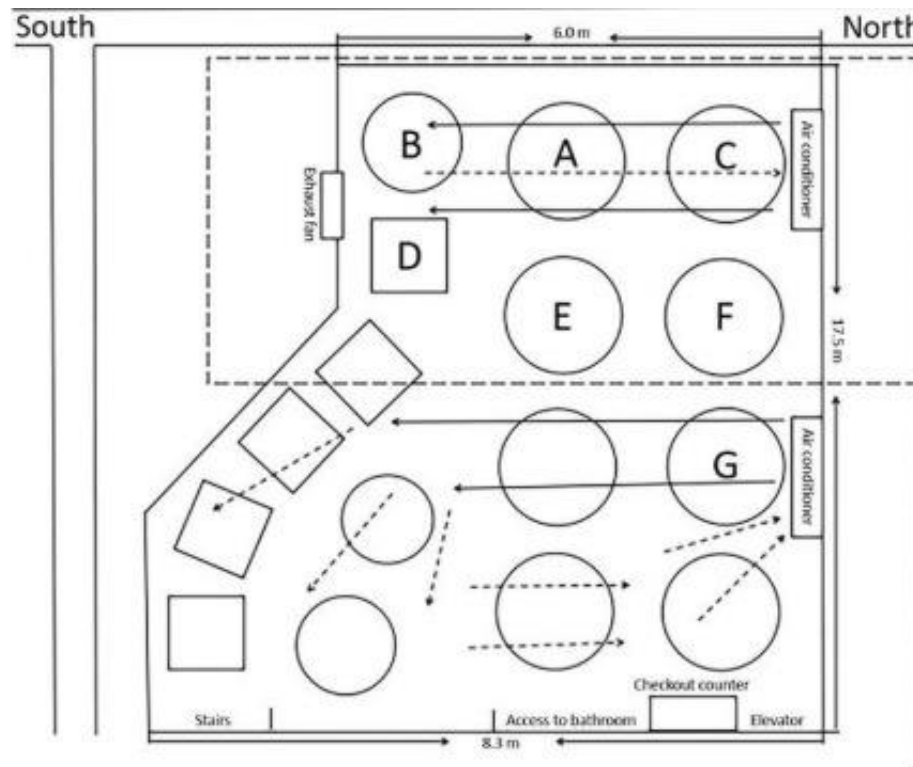 South
North
6.0 m
B
A
C
Air conditioner
Exhaust fan
D
E
F
17.5 m
G
Air conditioner
Checkout counter
Stairs
Access to bathroom
Elevator
8.3 m